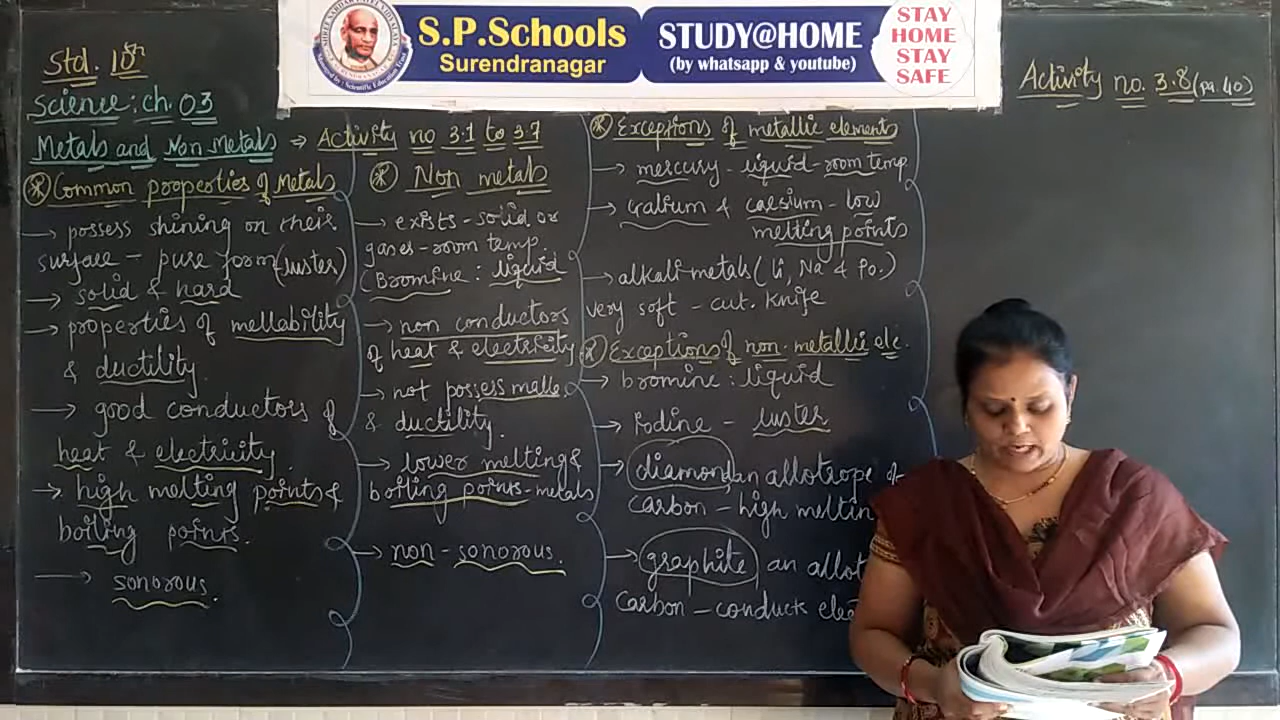 S.P.Schools
Surendranagar
STUDY@HOME
(by whatsapp & youtube)
STAY
HOME
STAY
SAFE
Std. 10th
Science: ch. 03
Metals and Non Metals ⇒ Activity no 3.1 to 3.7
Common properties of Metals
→ possess shining on their
surface - pure form (luster)
→ solid & hard
→ properties of mellability
& ductility.
→ good conductors of
heat & electricity.
→ high melting points &
boiling points.
→ sonorous.
Non metals
→ exists - solid or
gases - room temp.
(Bromine: liquid
→ non conductors
of heat & electricity
→ not possess malle.
& ductility.
→ lower melting &
boiling points - metals
→ non - sonorous.
Exceptions of metallic elements
→ mercury - liquid - room temp.
→ Galium & caesium - low
melting points
→ alkali metals (Li, Na & Po.)
very soft - cut. Knife
Exceptions of non-metallic ele.
→ bromine: liquid
→ Iodine - luster
→ diamond an allotrope of
carbon - high meltin
→ graphite an allot
carbon - conducts ele
Activity no. 3.8 (pa. 40)